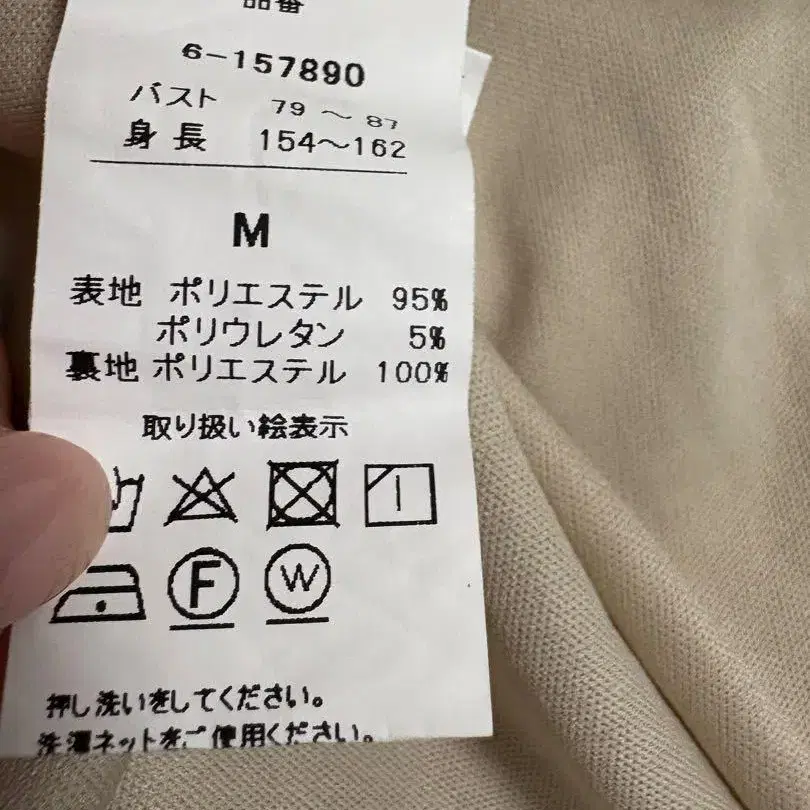 品番
6-157890
バスト 79～87
身長 154～162
M
表地 ポリエステル 95%
ポリウレタン 5%
裏地 ポリエステル 100%
取り扱い絵表示
F W
押し洗いをしてください。
洗濯ネットをご使用ください。